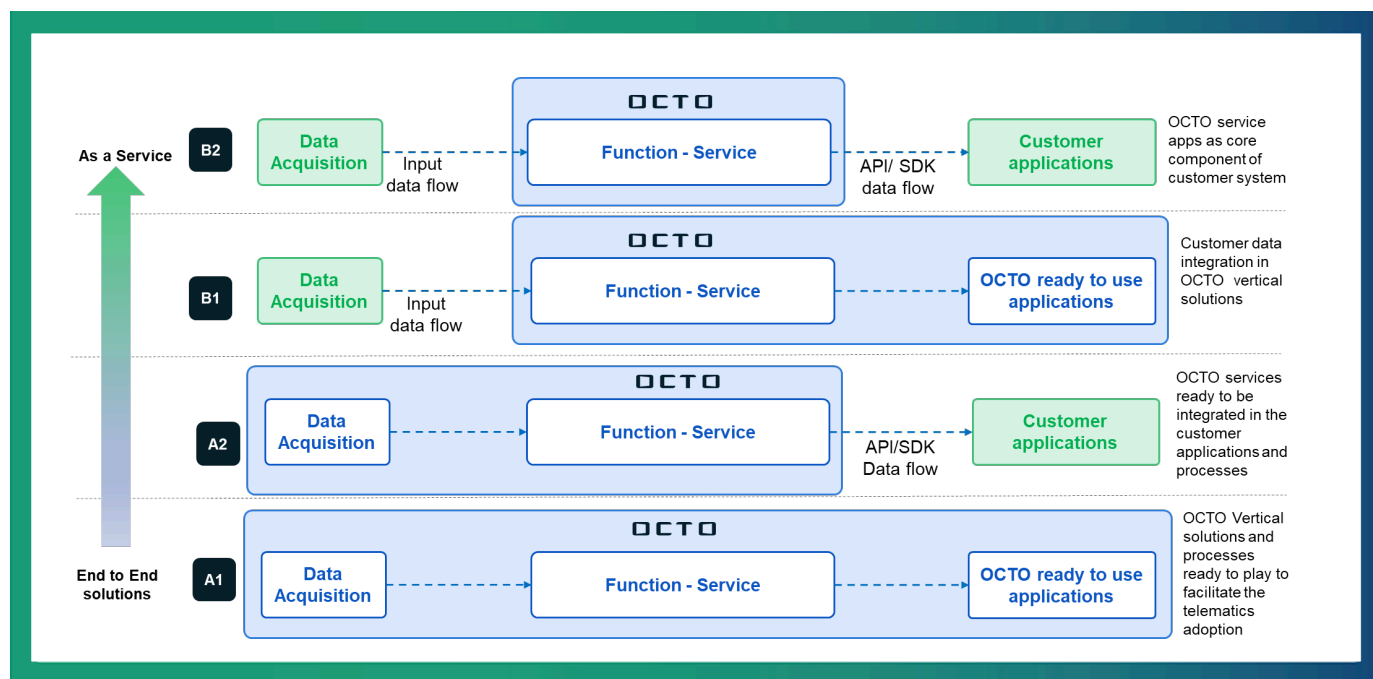 As a Service
B2
Data
Acquisition
Input
data flow
OCTO
Function - Service
API/ SDK
data flow
Customer
applications
OCTO service
apps as core
component of
customer system
B1
Data
Acquisition
Input
data flow
OCTO
Function - Service
OCTO ready to use
applications
Customer data
integration in
OCTO vertical
solutions
A2
Data
Acquisition
OCTO
Function - Service
API/SDK
Data flow
Customer
applications
OCTO services
ready to be
integrated in the
customer
applications and
processes
End to End
solutions
A1
Data
Acquisition
OCTO
Function - Service
OCTO ready to use
applications
OCTO Vertical
solutions and
processes
ready to play to
facilitate the
telematics
adoption